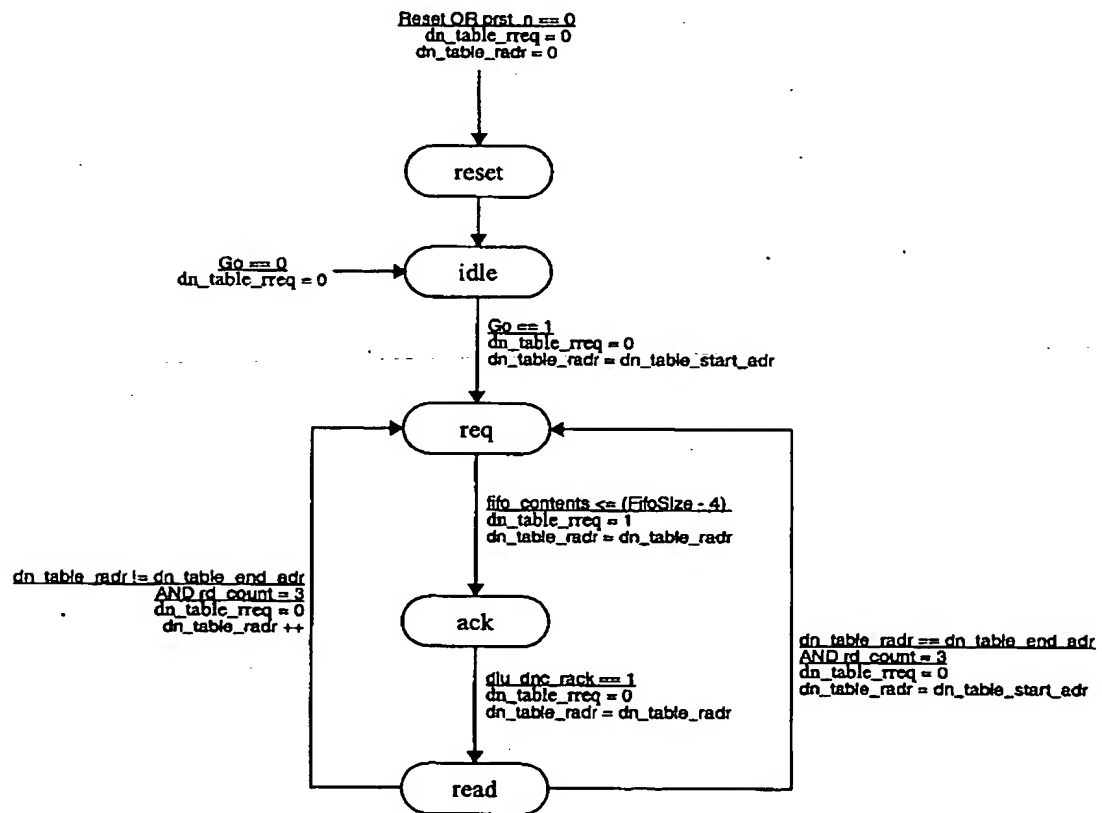 Reset OR prst_n == 0
dn_table_rreq = 0
dn_table_radr = 0
reset
Go == 0
dn_table_rreq = 0
idle
Go == 1
dn_table_rreq = 0
dn_table_radr = dn_table_start_adr
req
fifo_contents <= (FifoSize - 4)
dn_table_rreq = 1
dn_table_radr = dn_table_radr
dn_table_radr != dn_table_end_adr
AND rd_count = 3
dn_table_rreq = 0
dn_table_radr ++
ack
dn_table_radr == dn_table_end_adr
AND rd_count = 3
dn_table_rreq = 0
dn_table_radr = dn_table_start_adr
diu_dnc_rack == 1
dn_table_rreq = 0
dn_table_radr = dn_table_radr
read